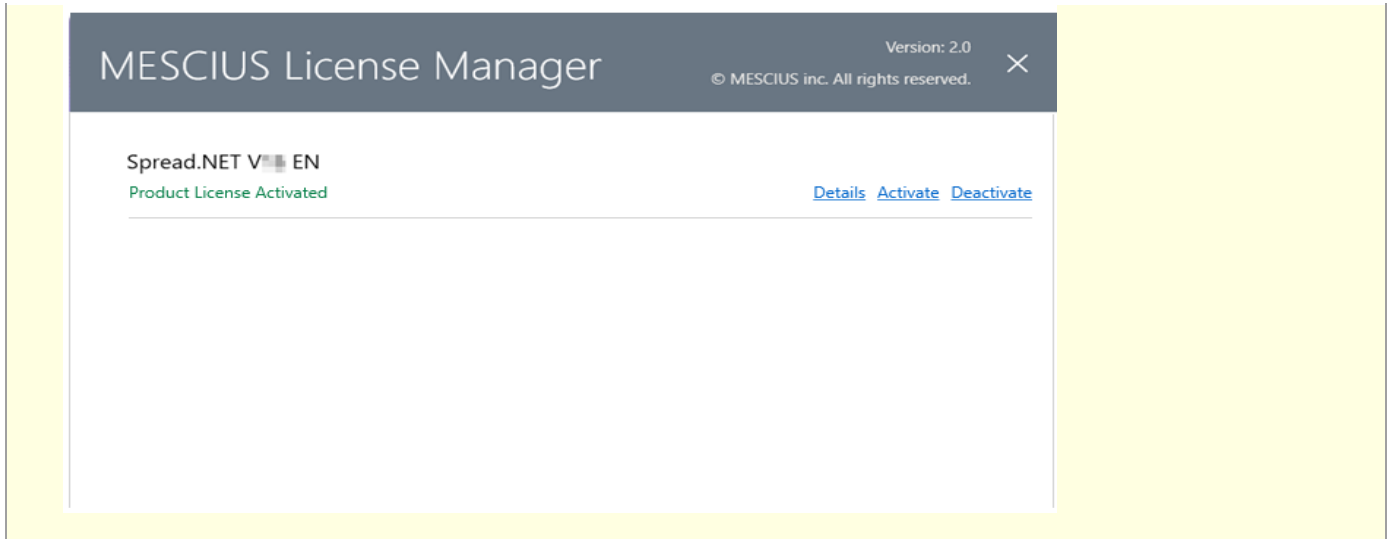 MESCIUS License Manager
Version: 2.0
© MESCIUS inc. All rights reserved.
Spread.NET V EN
Product License Activated
Details Activate Deactivate